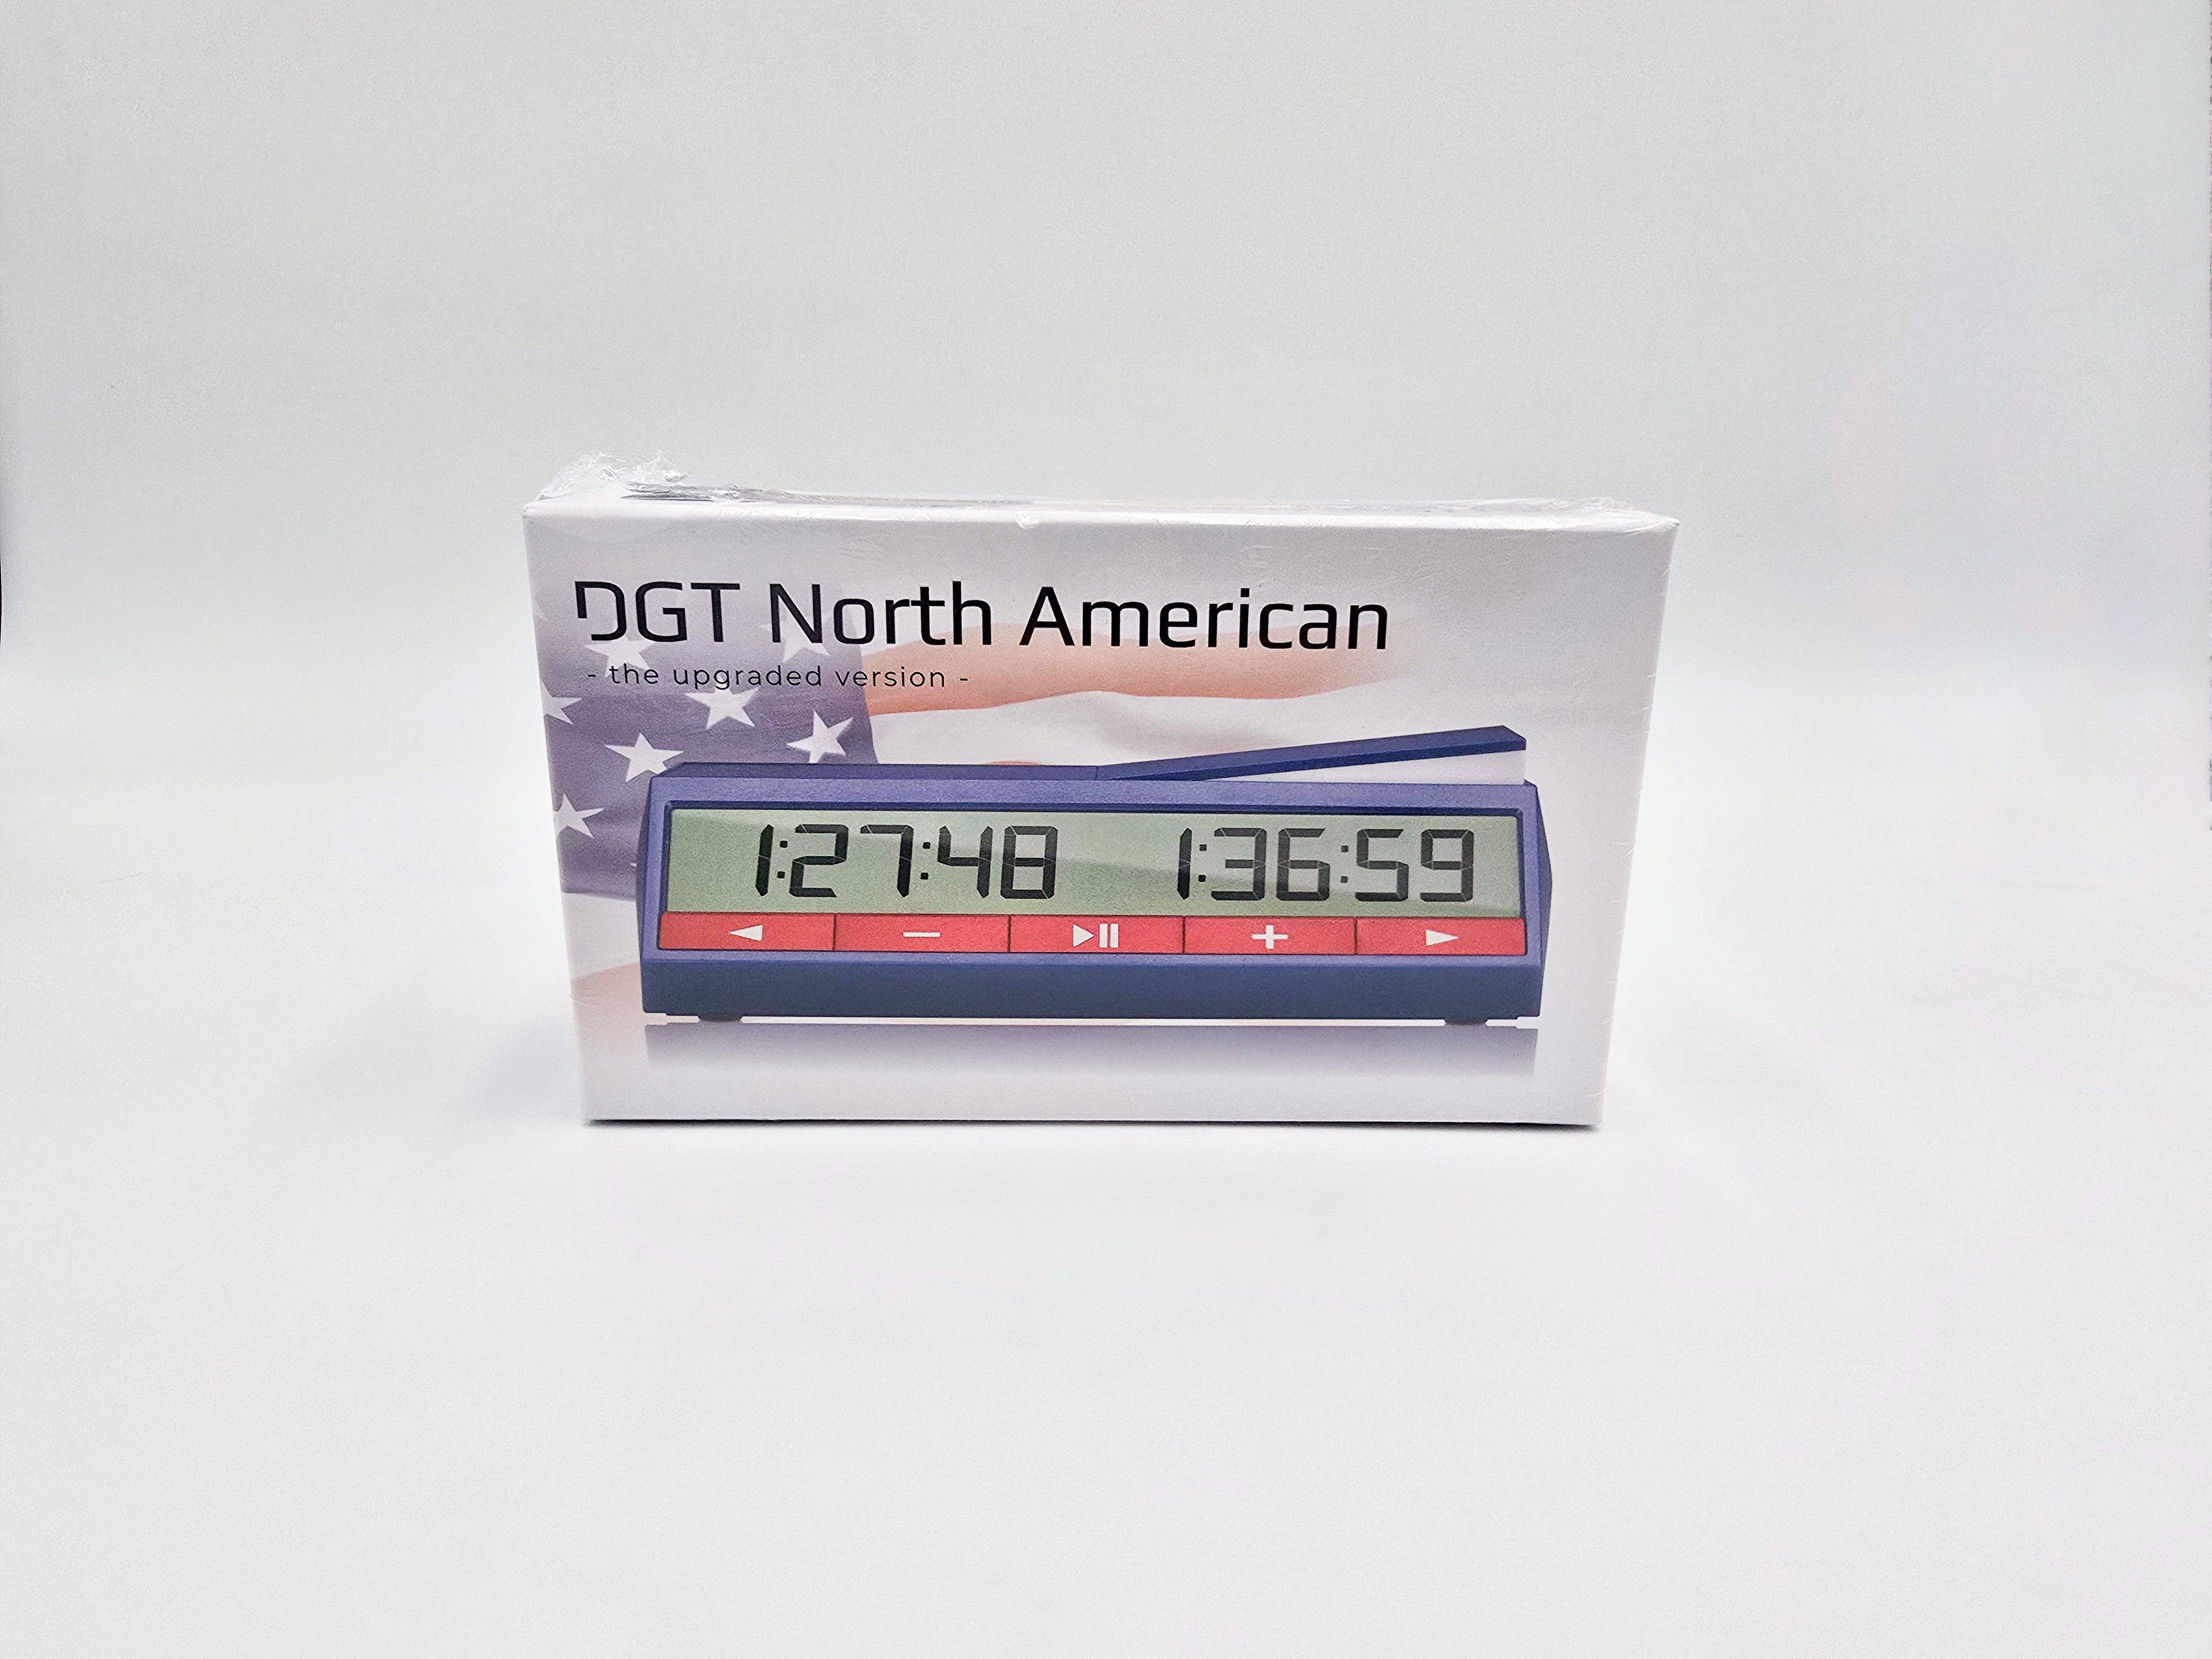 DGT North American
- the upgraded version -
1:27:48 1:36:59